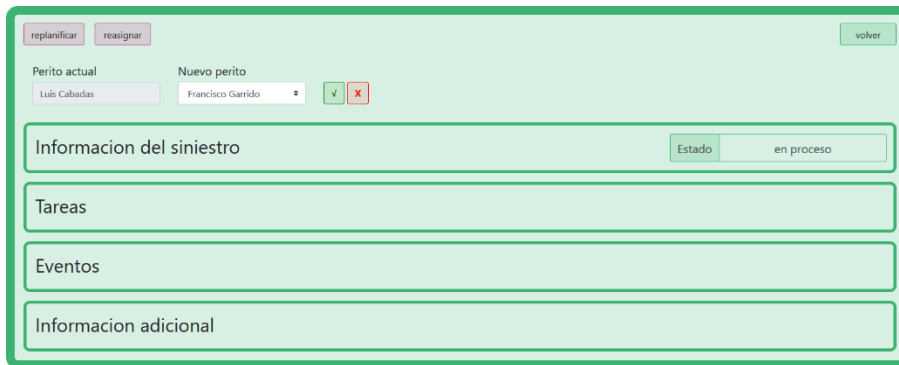 replanificar reasignar volver
Perito actual Nuevo perito
Luis Cabadas Francisco Garrido √ X
Informacion del siniestro Estado en proceso
Tareas
Eventos
Informacion adicional